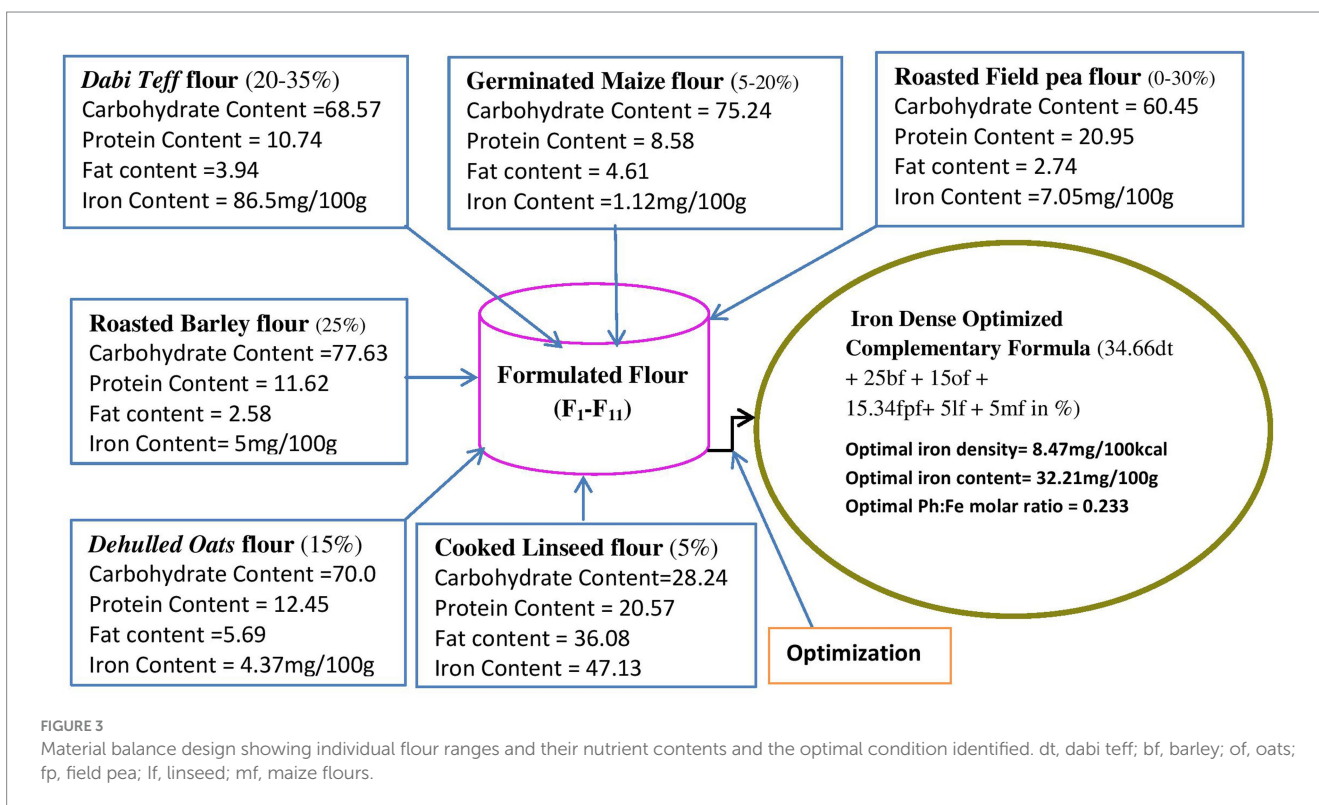 Dabi Teff flour (20-35%)
Carbohydrate Content =68.57
Protein Content = 10.74
Fat content =3.94
Iron Content = 86.5mg/100g
Germinated Maize flour (5-20%)
Carbohydrate Content = 75.24
Protein Content = 8.58
Fat content = 4.61
Iron Content =1.12mg/100g
Roasted Field pea flour (0-30%)
Carbohydrate Content = 60.45
Protein Content = 20.95
Fat content = 2.74
Iron Content =7.05mg/100g
Roasted Barley flour (25%)
Carbohydrate Content =77.63
Protein Content = 11.62
Fat content = 2.58
Iron Content= 5mg/100g
Formulated Flour
(F1-F11)
Iron Dense Optimized
Complementary Formula (34.66dt
+ 25bf + 15of +
15.34fpf+ 5lf + 5mf in %)
Optimal iron density= 8.47mg/100kcal
Optimal iron content= 32.21mg/100g
Optimal Ph:Fe molar ratio = 0.233
Dehulled Oats flour (15%)
Carbohydrate Content =70.0
Protein Content = 12.45
Fat content =5.69
Iron Content = 4.37mg/100g
Cooked Linseed flour (5%)
Carbohydrate Content=28.24
Protein Content = 20.57
Fat content = 36.08
Iron Content = 47.13
Optimization
FIGURE 3
Material balance design showing individual flour ranges and their nutrient contents and the optimal condition identified. dt, dabi teff; bf, barley; of, oats;
fp, field pea; lf, linseed; mf, maize flours.